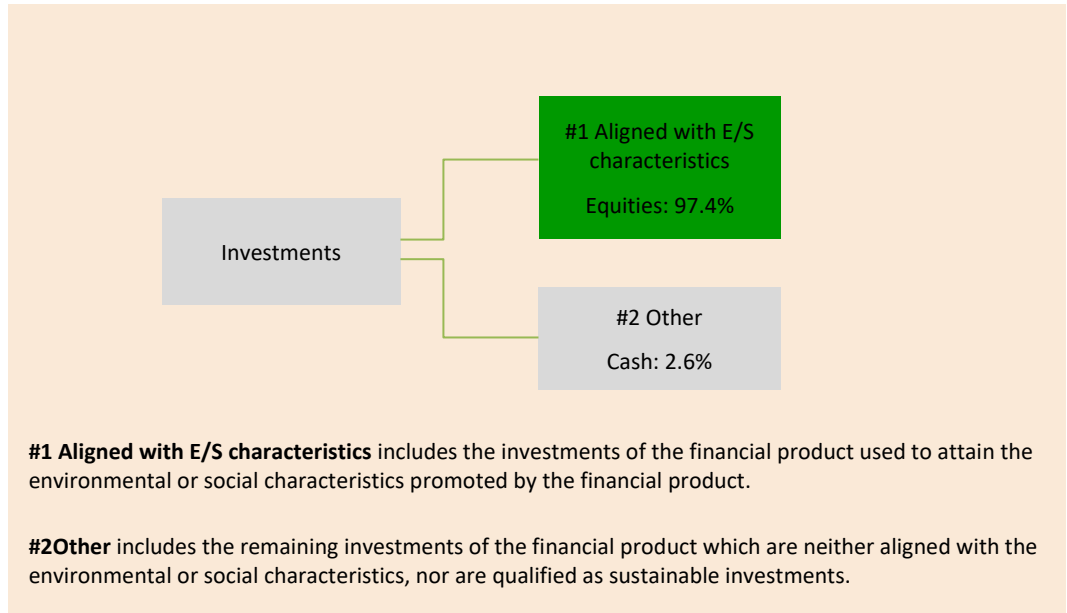 #1 Aligned with E/S
characteristics
Equities: 97.4%
Investments
#2 Other
Cash: 2.6%
#1 Aligned with E/S characteristics includes the investments of the financial product used to attain the
environmental or social characteristics promoted by the financial product.
#2Other includes the remaining investments of the financial product which are neither aligned with the
environmental or social characteristics, nor are qualified as sustainable investments.